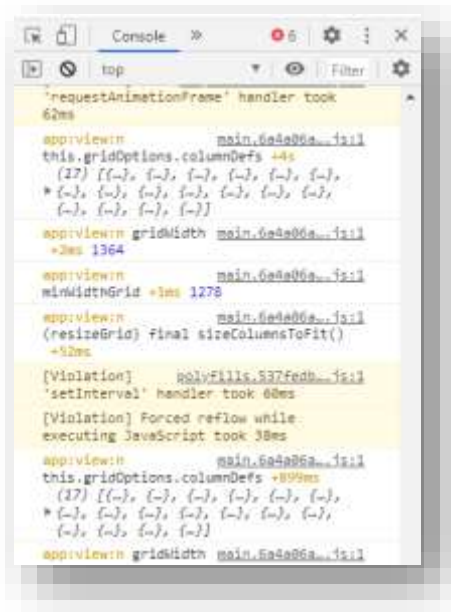 Console » 6
top Filter
'requestAnimationFrame' handler took
62ms
app:view:n main.6a4a06a….js:1
this.gridOptions.columnDefs +4s
(17) [{…}, {…}, {…}, {…}, {…}, {…},
{…}, {…}, {…}, {…}, {…}, {…}, {…},
{…}, {…}, {…}, {…}]
app:view:n gridWidth main.6a4a06a….js:1
+2ms 1364
app:view:n main.6a4a06a….js:1
minWidthGrid +1ms 1278
app:view:n main.6a4a06a….js:1
(resizeGrid) final sizeColumnsToFit()
+52ms
[Violation] polyfills.537fedb….js:1
'setInterval' handler took 60ms
[Violation] Forced reflow while
executing JavaScript took 38ms
app:view:n main.6a4a06a….js:1
this.gridOptions.columnDefs +899ms
(17) [{…}, {…}, {…}, {…}, {…}, {…},
{…}, {…}, {…}, {…}, {…}, {…}, {…},
{…}, {…}, {…}, {…}]
app:view:n gridWidth main.6a4a06a….js:1